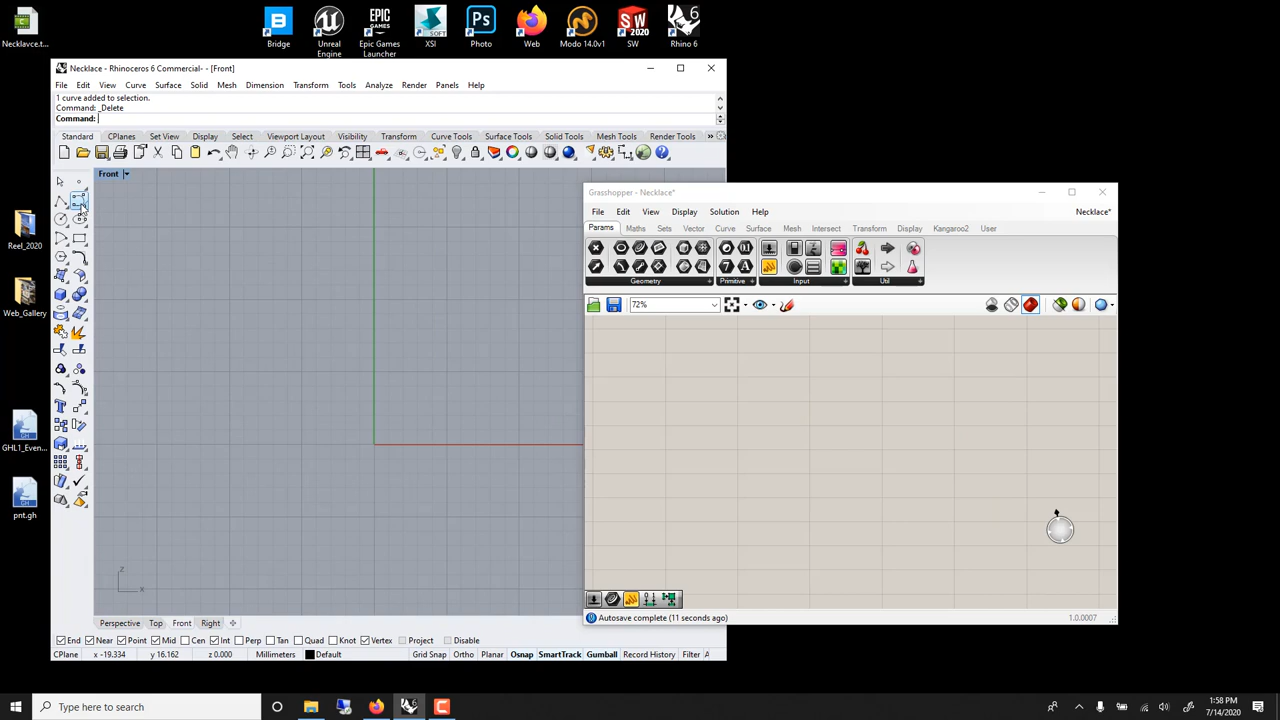 Necklavce.t...
Bridge
Unreal Engine
Epic Games Launcher
XSI
Photo
Web
Modo 14.0v1
SW
Rhino 6
Necklace - Rhinoceros 6 Commercial- - [Front]
File Edit View Curve Surface Solid Mesh Dimension Transform Tools Analyze Render Panels Help
1 curve added to selection.
Command: _Delete
Command:
Standard CPlanes Set View Display Select Viewport Layout Visibility Transform Curve Tools Surface Tools Solid Tools Mesh Tools Render Tools
Front
Grasshopper - Necklace*
File Edit View Display Solution Help Necklace*
Params Maths Sets Vector Curve Surface Mesh Intersect Transform Display Kangaroo2 User
Geometry Primitive Input Util
72%
Reel_2020
Web_Gallery
GHL1_Even...
pnt.gh
z
x
Autosave complete (11 seconds ago) 1.0.0007
Perspective Top Front Right
End Near Point Mid Cen Int Perp Tan Quad Knot Vertex Project Disable
CPlane x -19.334 y 16.162 z 0.000 Millimeters Default Grid Snap Ortho Planar Osnap SmartTrack Gumball Record History Filter A
Type here to search
1:58 PM
7/14/2020